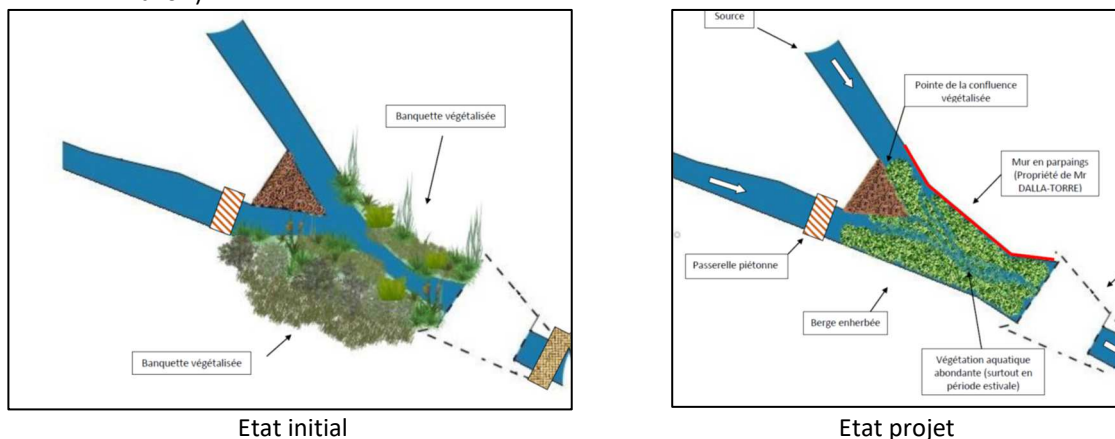 Banquette végétalisée
Banquette végétalisée
Etat initial
Source
Pointe de la confluence
végétalisée
Mur en parpaings
(Propriété de Mr
DALLA-TORRE)
Passerelle piétonne
Berge enherbée
Végétation aquatique
abondante (surtout en
période estivale)
Etat projet